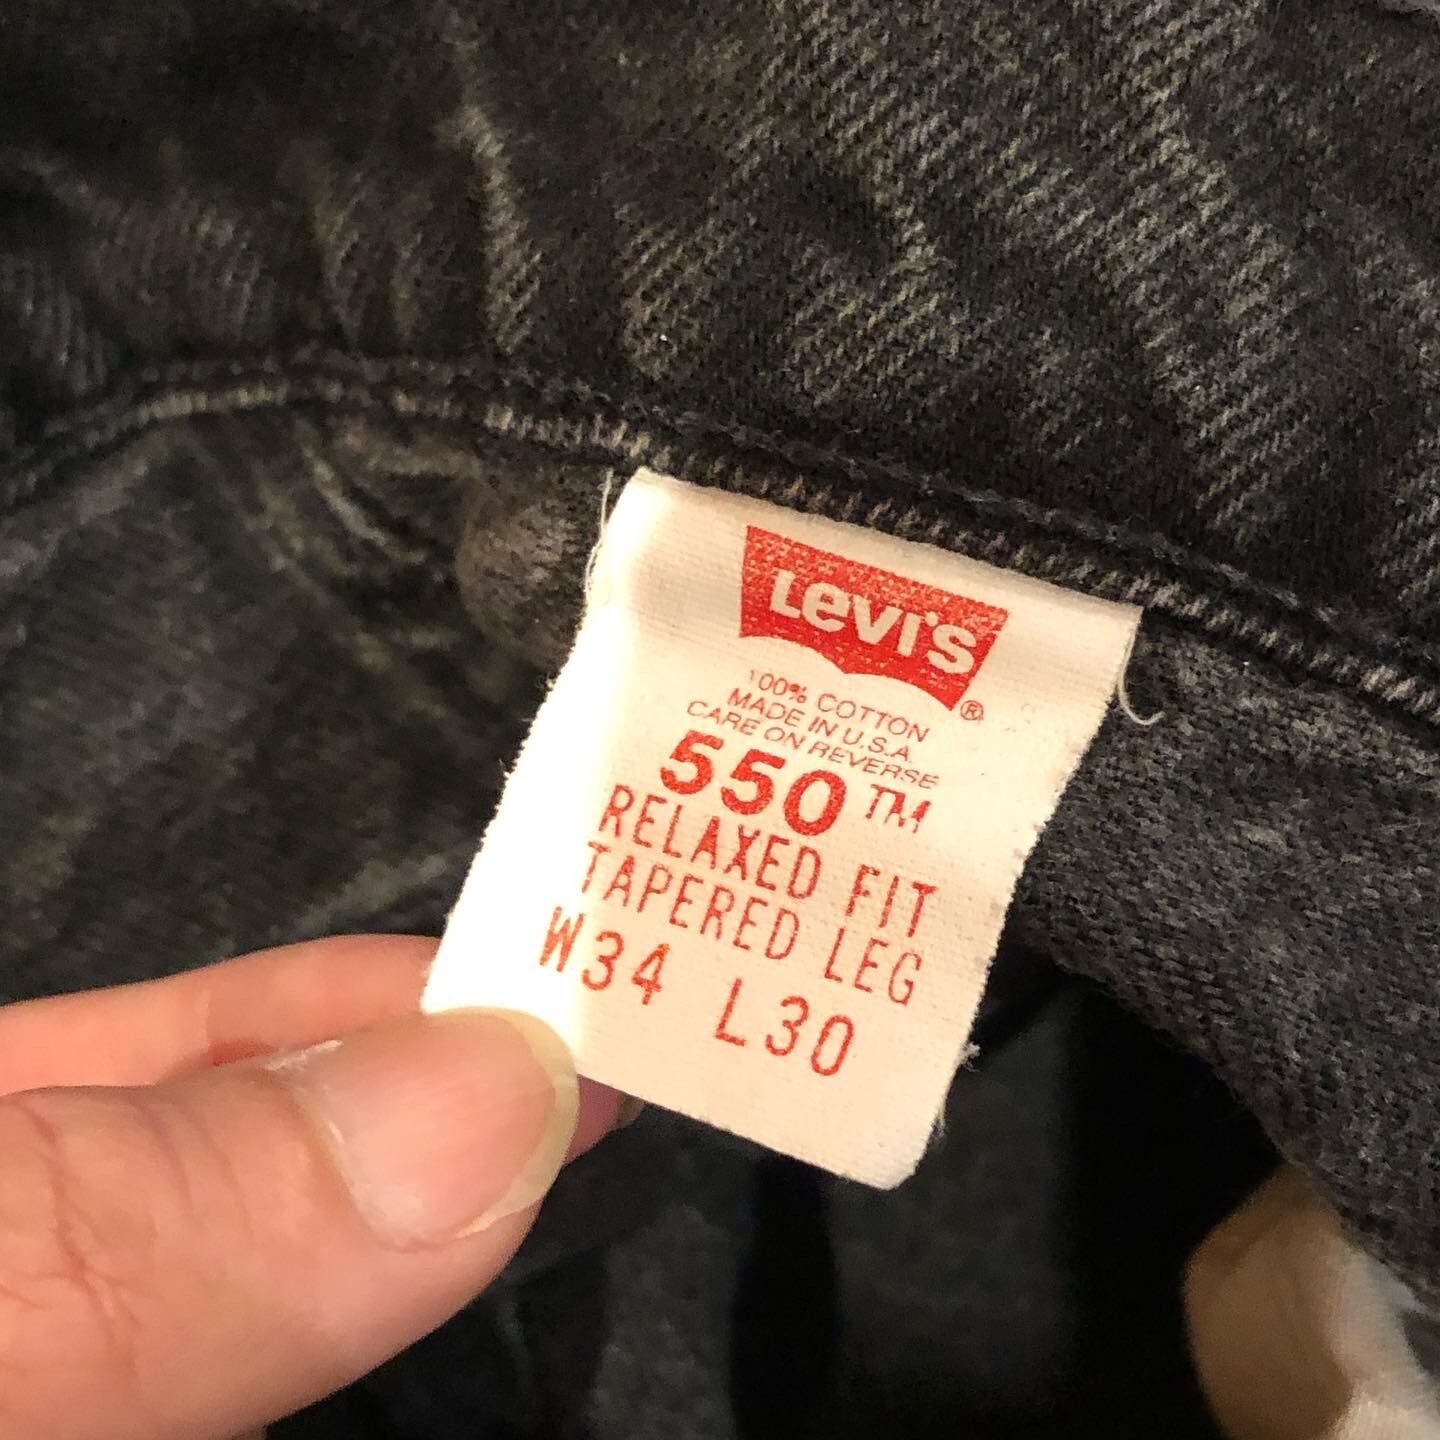 Levi's ®
100% COTTON
MADE IN U.S.A.
CARE ON REVERSE
550™
RELAXED FIT
TAPERED LEG
W34 L30